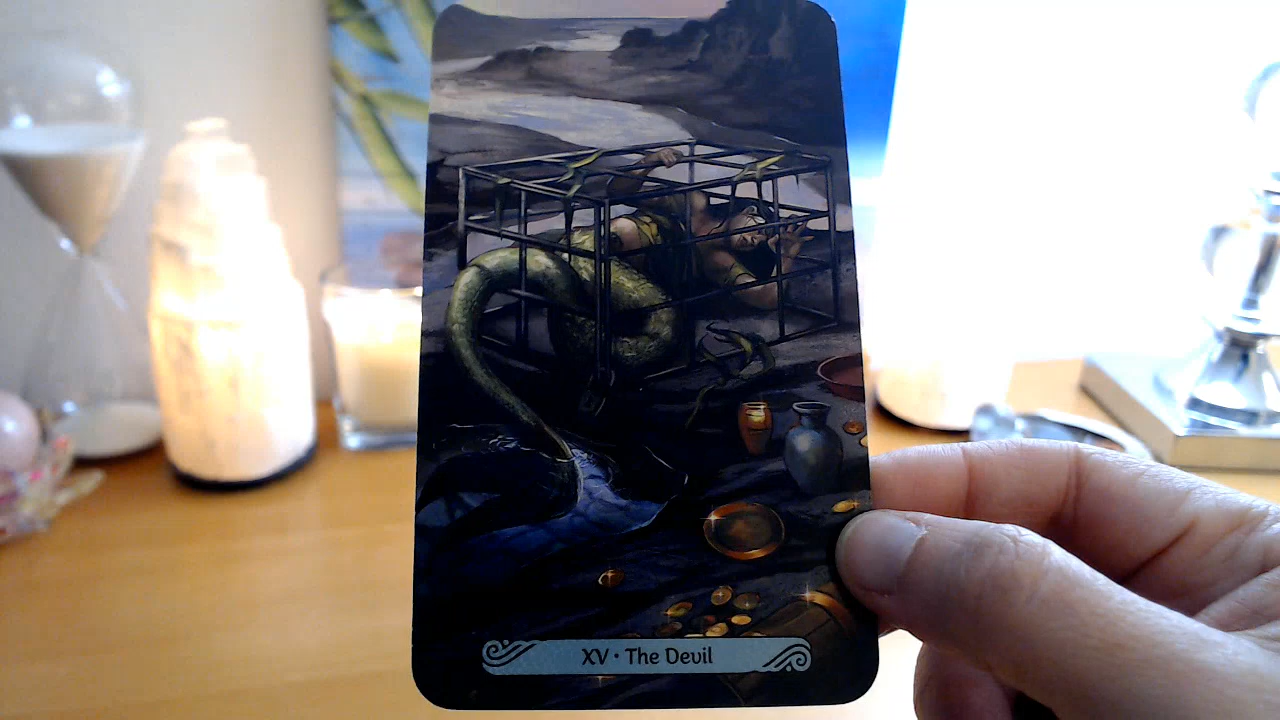 XV • The Devil